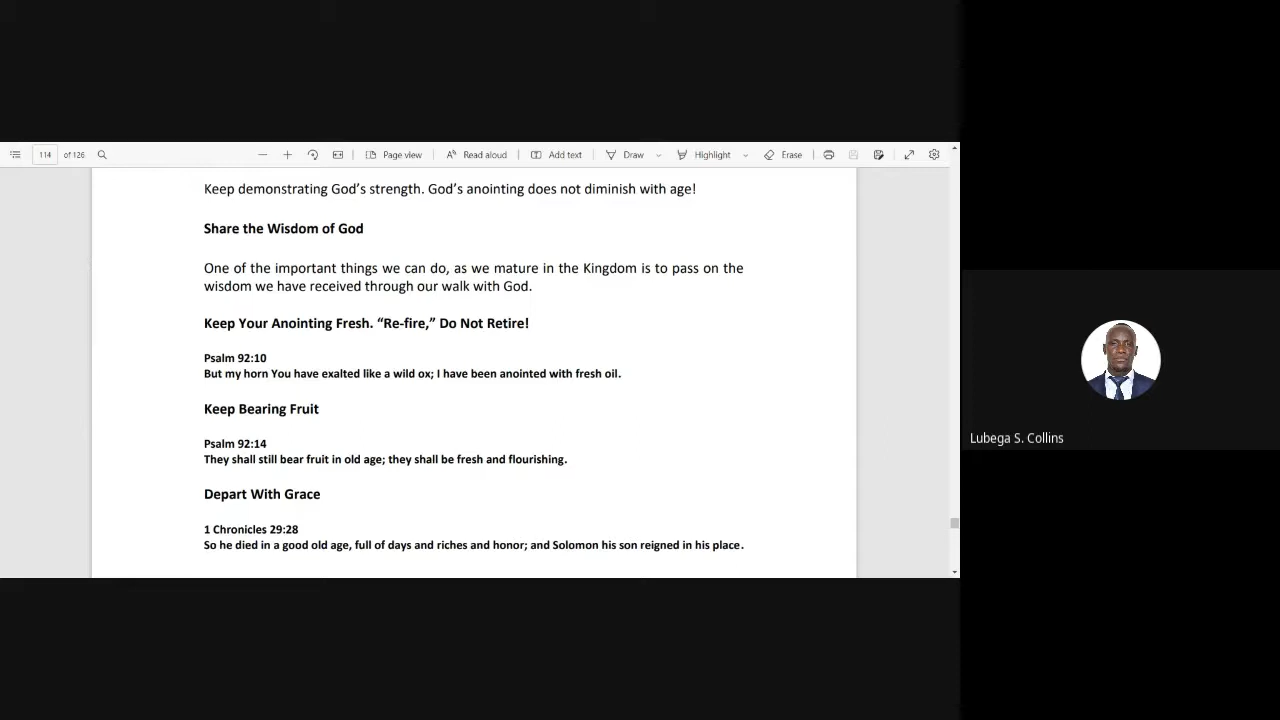 114 of 126
Page view
Read aloud
Add text
Draw
Highlight
Erase
Keep demonstrating God’s strength. God’s anointing does not diminish with age!
Share the Wisdom of God
One of the important things we can do, as we mature in the Kingdom is to pass on the
wisdom we have received through our walk with God.
Keep Your Anointing Fresh. “Re-fire,” Do Not Retire!
Psalm 92:10
But my horn You have exalted like a wild ox; I have been anointed with fresh oil.
Keep Bearing Fruit
Psalm 92:14
They shall still bear fruit in old age; they shall be fresh and flourishing.
Depart With Grace
1 Chronicles 29:28
So he died in a good old age, full of days and riches and honor; and Solomon his son reigned in his place.
Lubega S. Collins